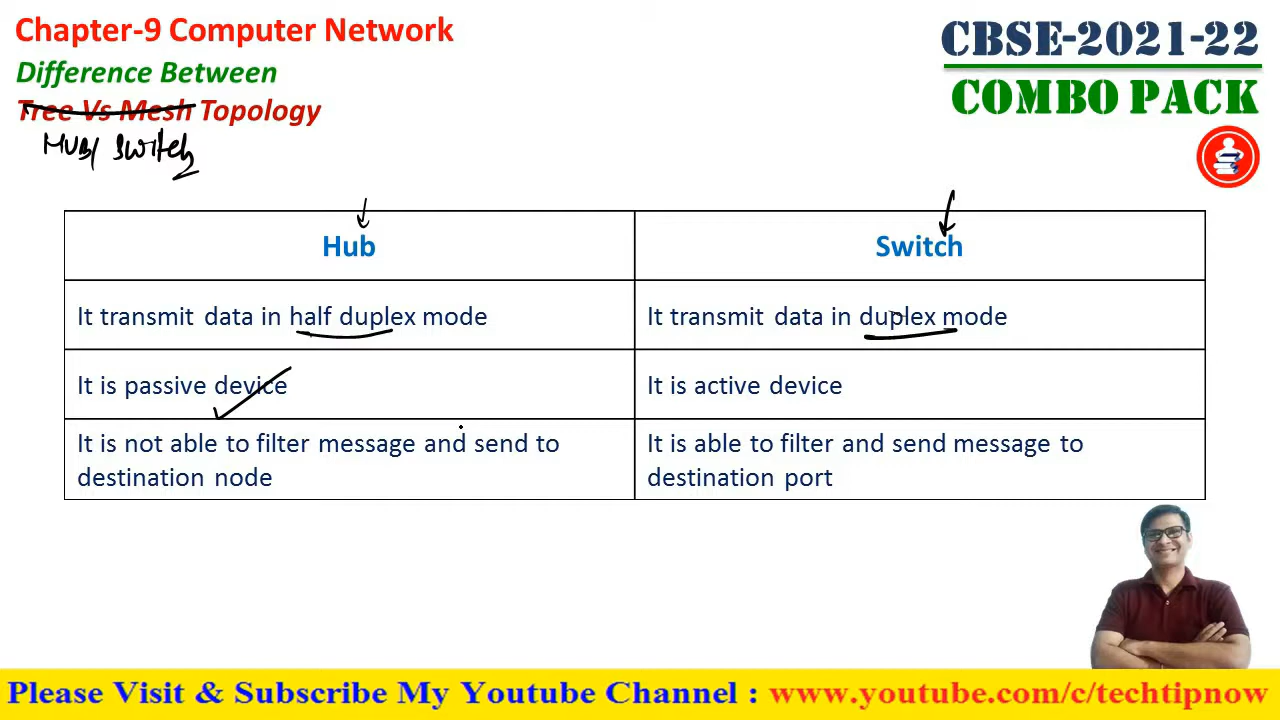 Chapter-9 Computer Network
Difference Between
Tree Vs Mesh Topology
HUB/ Switch
CBSE-2021-22
COMBO PACK
Hub
Switch
It transmit data in half duplex mode
It transmit data in duplex mode
It is passive device
It is active device
It is not able to filter message and send to
destination node
It is able to filter and send message to
destination port
Please Visit & Subscribe My Youtube Channel : www.youtube.com/c/techtipnow